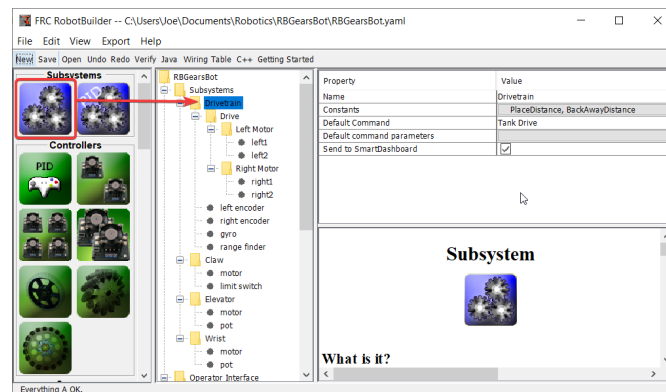 FRC RobotBuilder -- C:\Users\Joe\Documents\Robotics\RBGearsBot\RBGearsBot.yaml
File Edit View Export Help
New Save Open Undo Redo Verify Java Wiring Table C++ Getting Started
Subsystems
PID
Controllers
PID
RBGearsBot
Subsystems
Drivetrain
Drive
Left Motor
left1
left2
Right Motor
right1
right2
left encoder
right encoder
gyro
range finder
Claw
motor
limit switch
Elevator
motor
pot
Wrist
motor
pot
Operator Interface
Property Value
Name Drivetrain
Constants PlaceDistance, BackAwayDistance
Default Command Tank Drive
Default command parameters
Send to SmartDashboard
Subsystem
What is it?
Everything A OK.